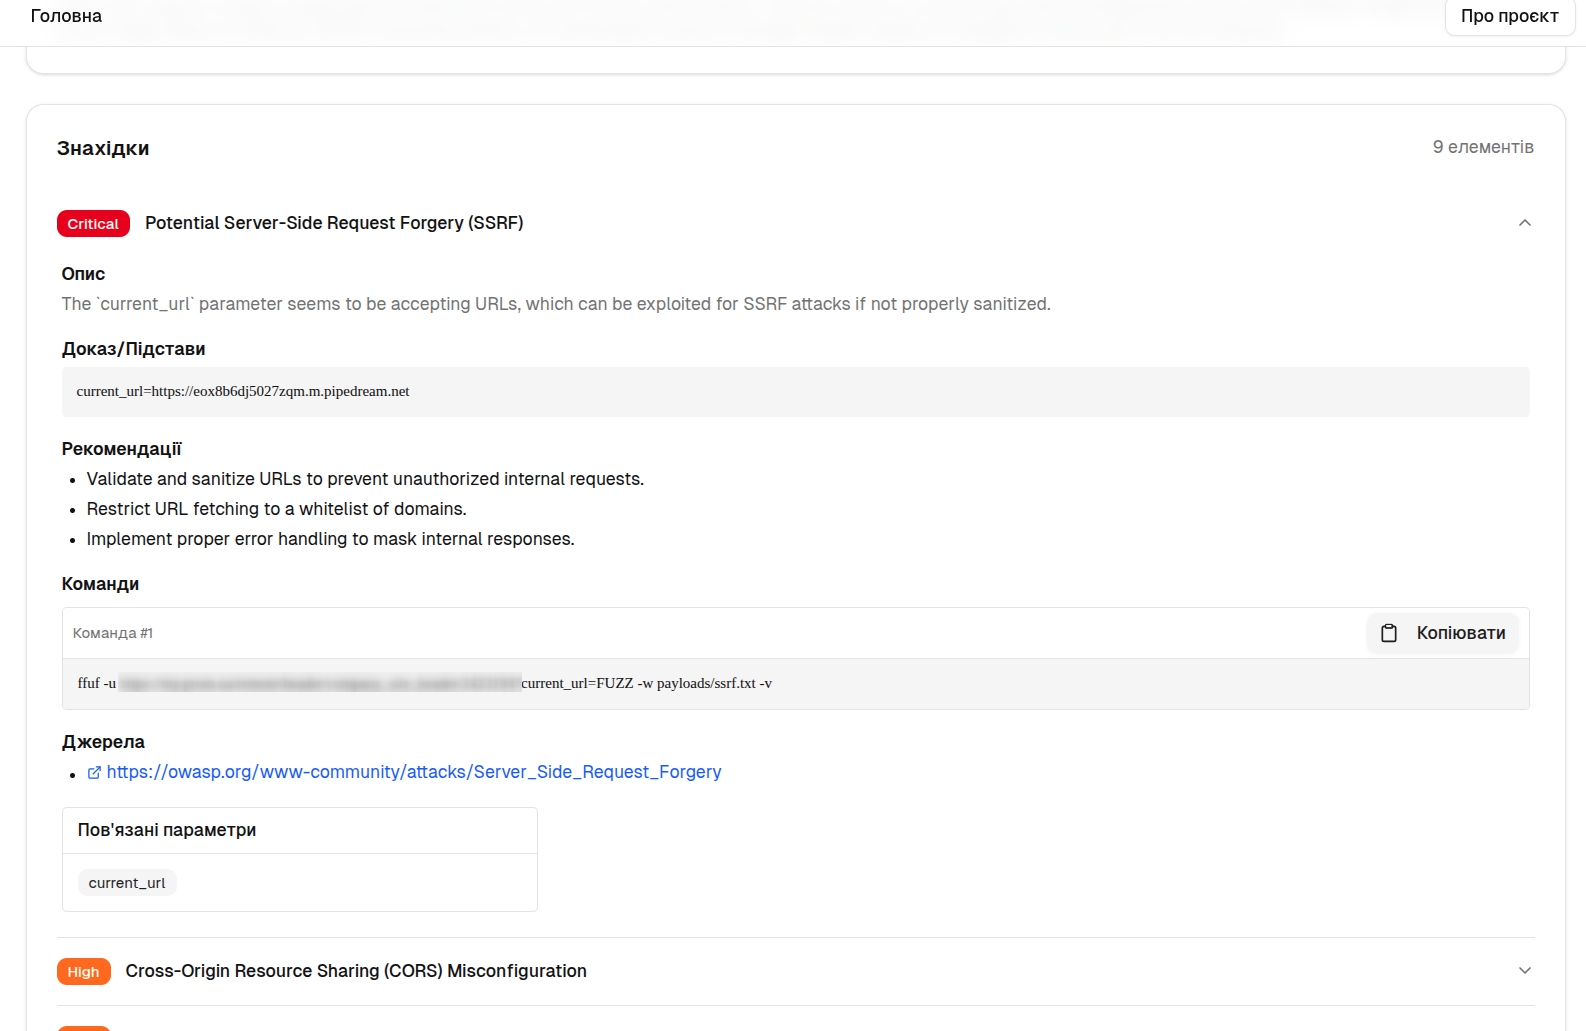 Головна
Про проєкт
Знахідки
9 елементів
Critical
Potential Server-Side Request Forgery (SSRF)
Опис
The `current_url` parameter seems to be accepting URLs, which can be exploited for SSRF attacks if not properly sanitized.
Доказ/Підстави
current_url=https://eox8b6dj5027zqm.m.pipedream.net
Рекомендації
• Validate and sanitize URLs to prevent unauthorized internal requests.
• Restrict URL fetching to a whitelist of domains.
• Implement proper error handling to mask internal responses.
Команди
Команда #1
Копіювати
ffuf -u current_url=FUZZ -w payloads/ssrf.txt -v
Джерела
• https://owasp.org/www-community/attacks/Server_Side_Request_Forgery
Пов'язані параметри
current_url
High
Cross-Origin Resource Sharing (CORS) Misconfiguration